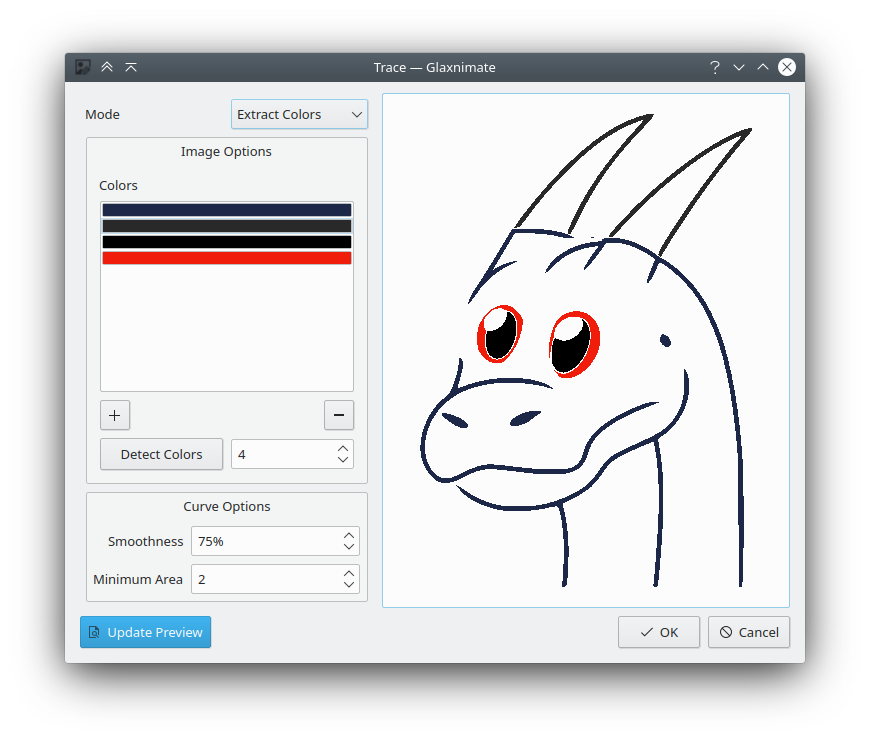 Trace — Glaxnimate
Mode
Extract Colors
Image Options
Colors
Detect Colors
4
Curve Options
Smoothness
75%
Minimum Area
2
Update Preview
OK
Cancel